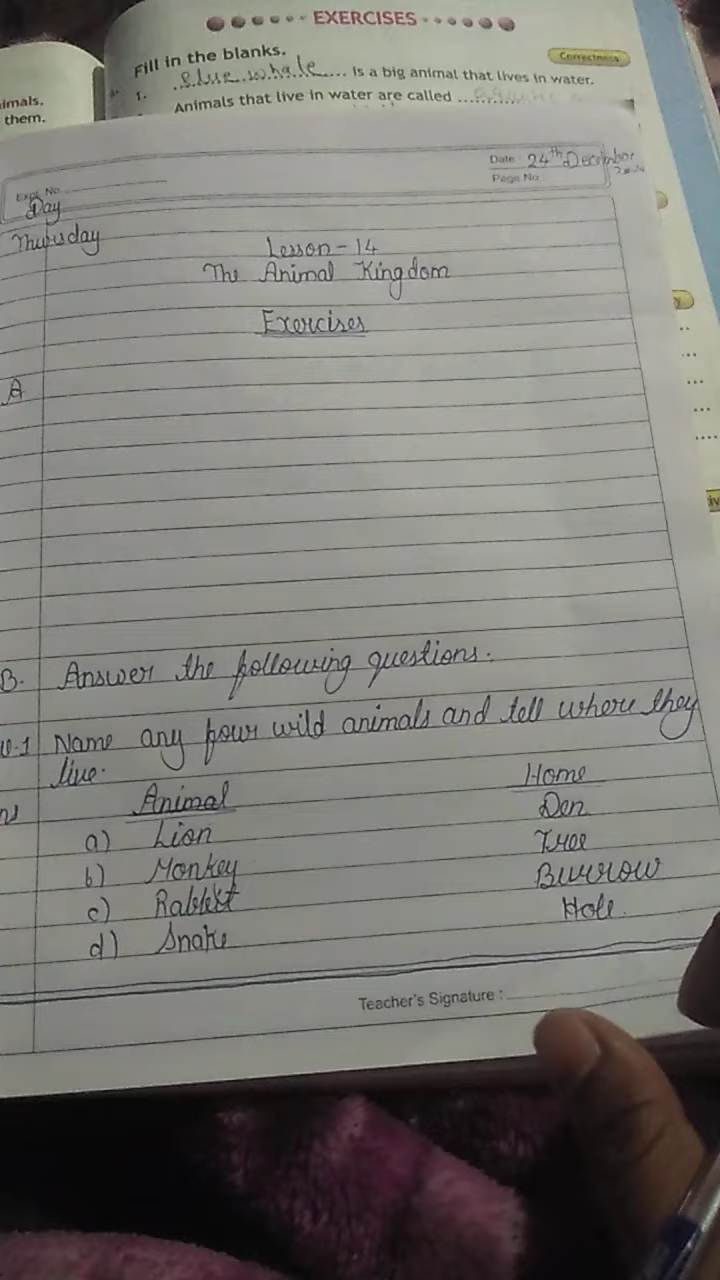 EXERCISES
Fill in the blanks.
Correctness
1. Blue whale is a big animal that lives in water.
Animals that live in water are called ............
imals.
them.
Date 24th December
Page No
Expt. No.
Day
Thursday
Lesson - 14
The Animal Kingdom
Exercises
A
B. Answer the following questions.
Name any four wild animals and tell where they
live.
Animal Home
a) Lion Den
b) Monkey Tree
c) Rabbit Burrow
d) Snake Hole.
Teacher's Signature :